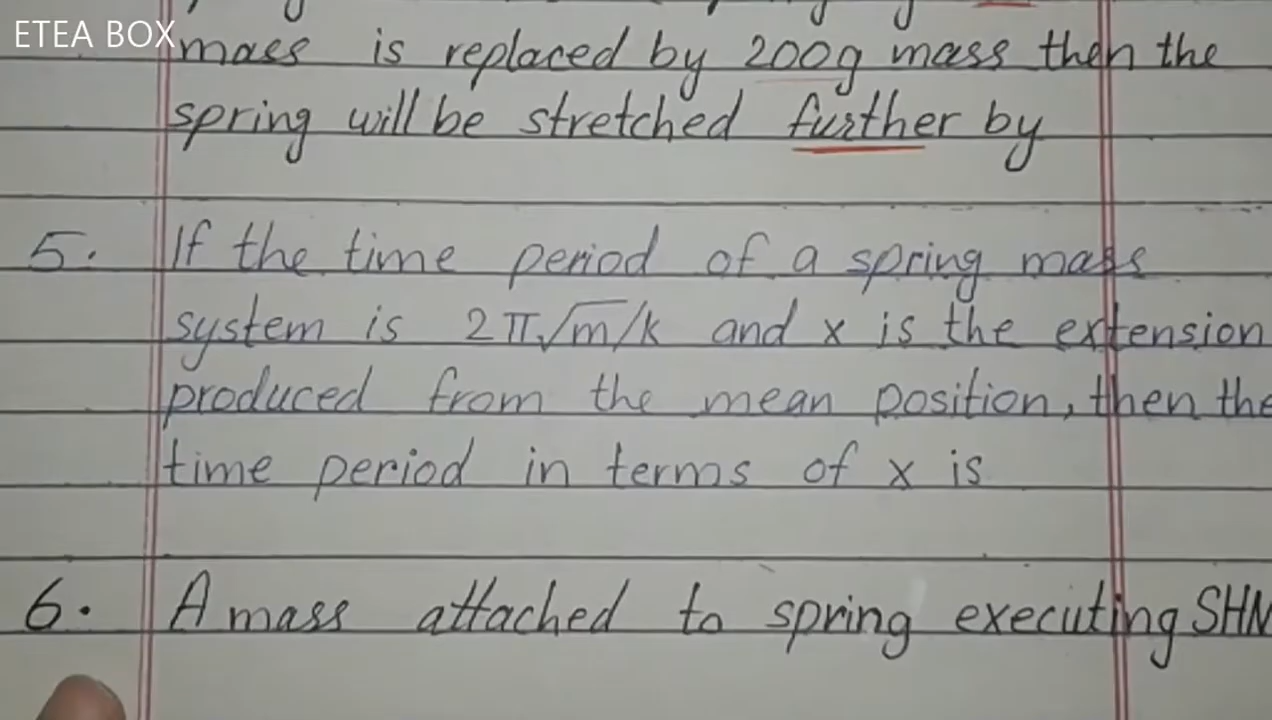 ETEA BOX
mass is replaced by 200g mass then the
spring will be stretched further by
5. If the time period of a spring mass
system is 2π√m/k and x is the extension
produced from the mean position, then the
time period in terms of x is
6. A mass attached to spring executing